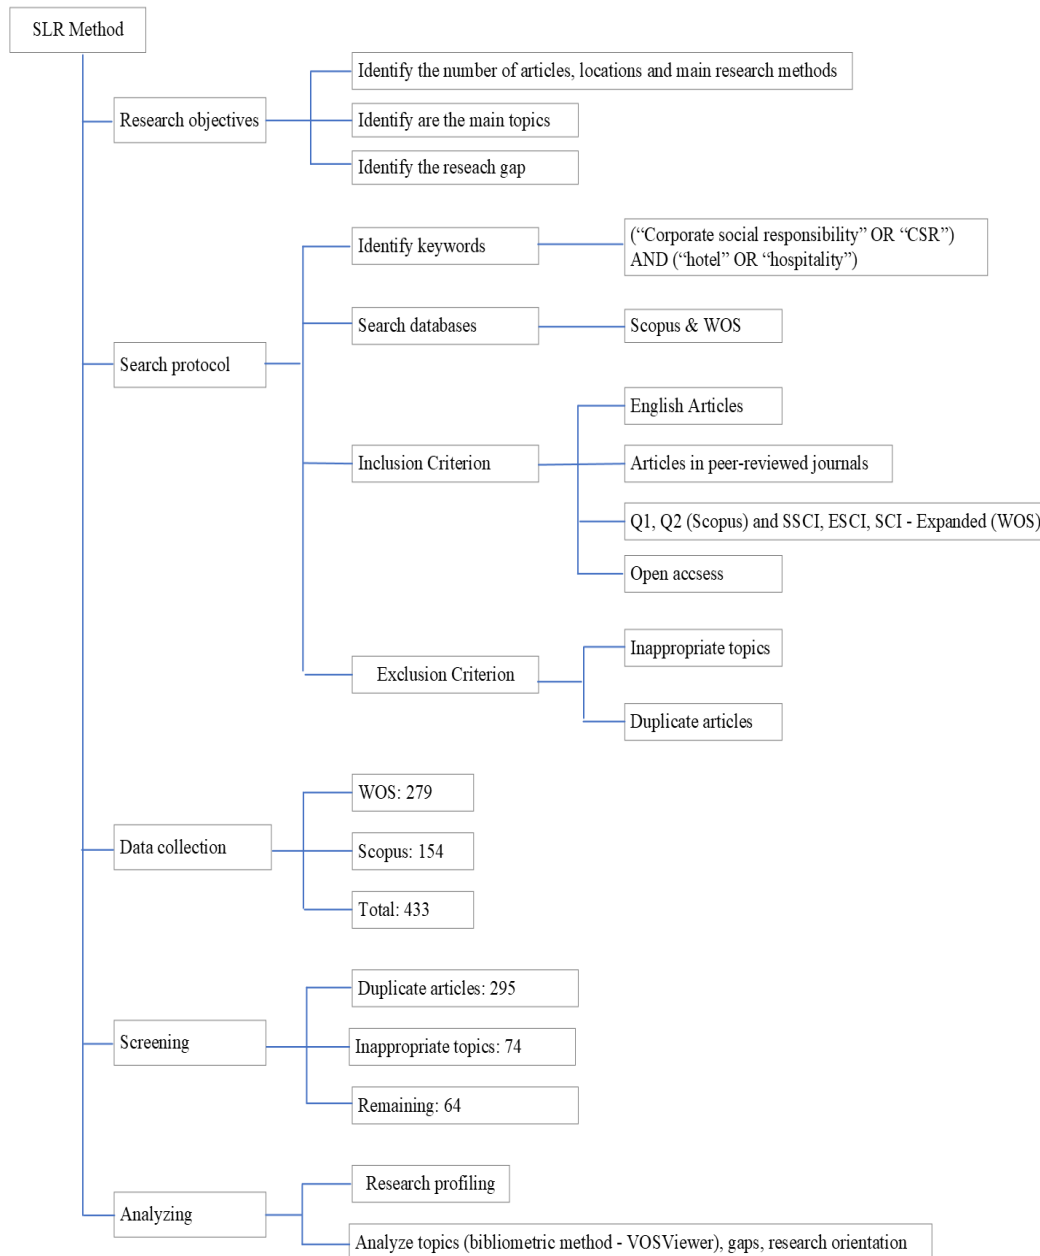 SLR Method
Research objectives
Identify the number of articles, locations and main research methods
Identify are the main topics
Identify the reseach gap
Search protocol
Identify keywords
(“Corporate social responsibility” OR “CSR”)
AND (“hotel” OR “hospitality”)
Search databases
Scopus & WOS
Inclusion Criterion
English Articles
Articles in peer-reviewed journals
Q1, Q2 (Scopus) and SSCI, ESCI, SCI - Expanded (WOS)
Open accsess
Exclusion Criterion
Inappropriate topics
Duplicate articles
Data collection
WOS: 279
Scopus: 154
Total: 433
Screening
Duplicate articles: 295
Inappropriate topics: 74
Remaining: 64
Analyzing
Research profiling
Analyze topics (bibliometric method - VOSViewer), gaps, research orientation